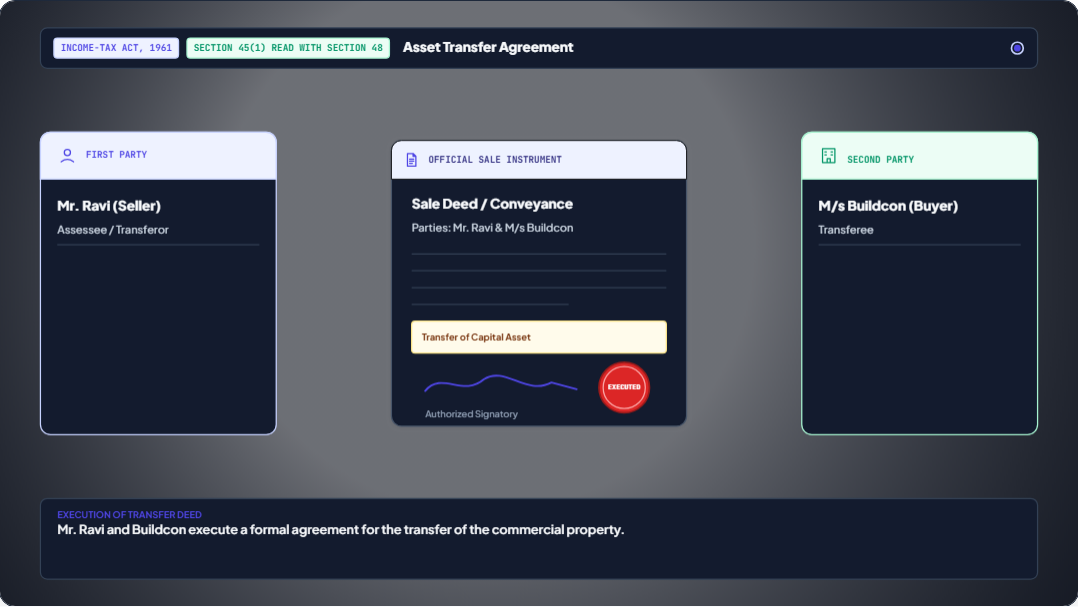 INCOME-TAX ACT, 1961
SECTION 45(1) READ WITH SECTION 48
Asset Transfer Agreement
FIRST PARTY
Mr. Ravi (Seller)
Assessee / Transferor
OFFICIAL SALE INSTRUMENT
Sale Deed / Conveyance
Parties: Mr. Ravi & M/s Buildcon
Transfer of Capital Asset
EXECUTED
Authorized Signatory
SECOND PARTY
M/s Buildcon (Buyer)
Transferee
EXECUTION OF TRANSFER DEED
Mr. Ravi and Buildcon execute a formal agreement for the transfer of the commercial property.